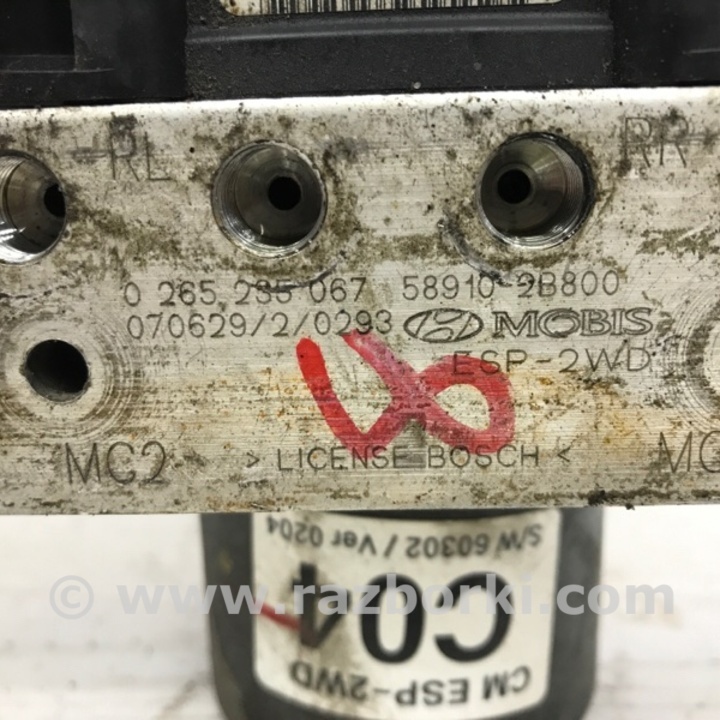 RL RR
0 265 235 067 58910-2B800
070629/2/0293 MOBIS
ESP-2WD
MC2
> LICENSE BOSCH <
S/W 60302 / Ver 0204
© www.razborki.com
C04
CM ESP-2WD